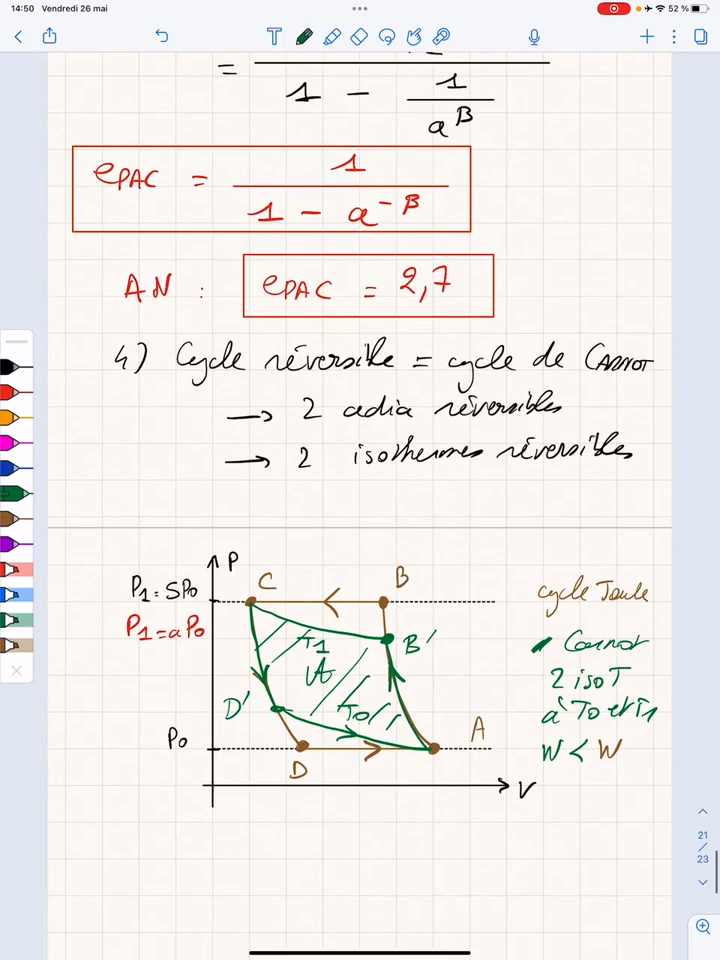 14:50 Vendredi 26 mai
52 %
=
1 - 1
a^β
e_PAC = 1
1 - a^-β
AN : e_PAC = 2,7
4) Cycle réversible = cycle de CARNOT
→ 2 adia réversibles
→ 2 isothermes réversibles
P
C
B
P1 = 5P0
P1 = aP0
cycle Joule
Carnot
2 isoT
à T0 et T1
W < W
T1
B'
D'
T0
A
P0
D
V
21
/
23